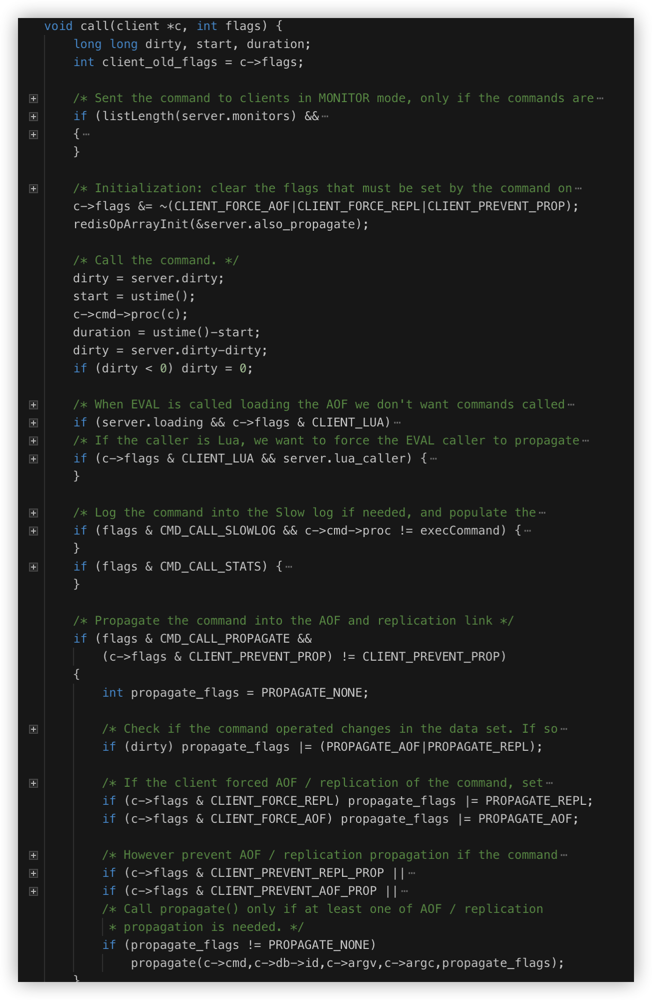 void call(client *c, int flags) {
    long long dirty, start, duration;
    int client_old_flags = c->flags;
    /* Sent the command to clients in MONITOR mode, only if the commands are…
    if (listLength(server.monitors) &&…
    {…
    }
    /* Initialization: clear the flags that must be set by the command on…
    c->flags &= ~(CLIENT_FORCE_AOF|CLIENT_FORCE_REPL|CLIENT_PREVENT_PROP);
    redisOpArrayInit(&server.also_propagate);
    /* Call the command. */
    dirty = server.dirty;
    start = ustime();
    c->cmd->proc(c);
    duration = ustime()-start;
    dirty = server.dirty-dirty;
    if (dirty < 0) dirty = 0;
    /* When EVAL is called loading the AOF we don't want commands called…
    if (server.loading && c->flags & CLIENT_LUA)…
    /* If the caller is Lua, we want to force the EVAL caller to propagate…
    if (c->flags & CLIENT_LUA && server.lua_caller) {…
    }
    /* Log the command into the Slow log if needed, and populate the…
    if (flags & CMD_CALL_SLOWLOG && c->cmd->proc != execCommand) {…
    }
    if (flags & CMD_CALL_STATS) {…
    }
    /* Propagate the command into the AOF and replication link */
    if (flags & CMD_CALL_PROPAGATE &&
        (c->flags & CLIENT_PREVENT_PROP) != CLIENT_PREVENT_PROP)
    {
        int propagate_flags = PROPAGATE_NONE;
        /* Check if the command operated changes in the data set. If so…
        if (dirty) propagate_flags |= (PROPAGATE_AOF|PROPAGATE_REPL);
        /* If the client forced AOF / replication of the command, set…
        if (c->flags & CLIENT_FORCE_REPL) propagate_flags |= PROPAGATE_REPL;
        if (c->flags & CLIENT_FORCE_AOF) propagate_flags |= PROPAGATE_AOF;
        /* However prevent AOF / replication propagation if the command…
        if (c->flags & CLIENT_PREVENT_REPL_PROP ||…
        if (c->flags & CLIENT_PREVENT_AOF_PROP ||…
        /* Call propagate() only if at least one of AOF / replication
         * propagation is needed. */
        if (propagate_flags != PROPAGATE_NONE)
            propagate(c->cmd,c->db->id,c->argv,c->argc,propagate_flags);
    }